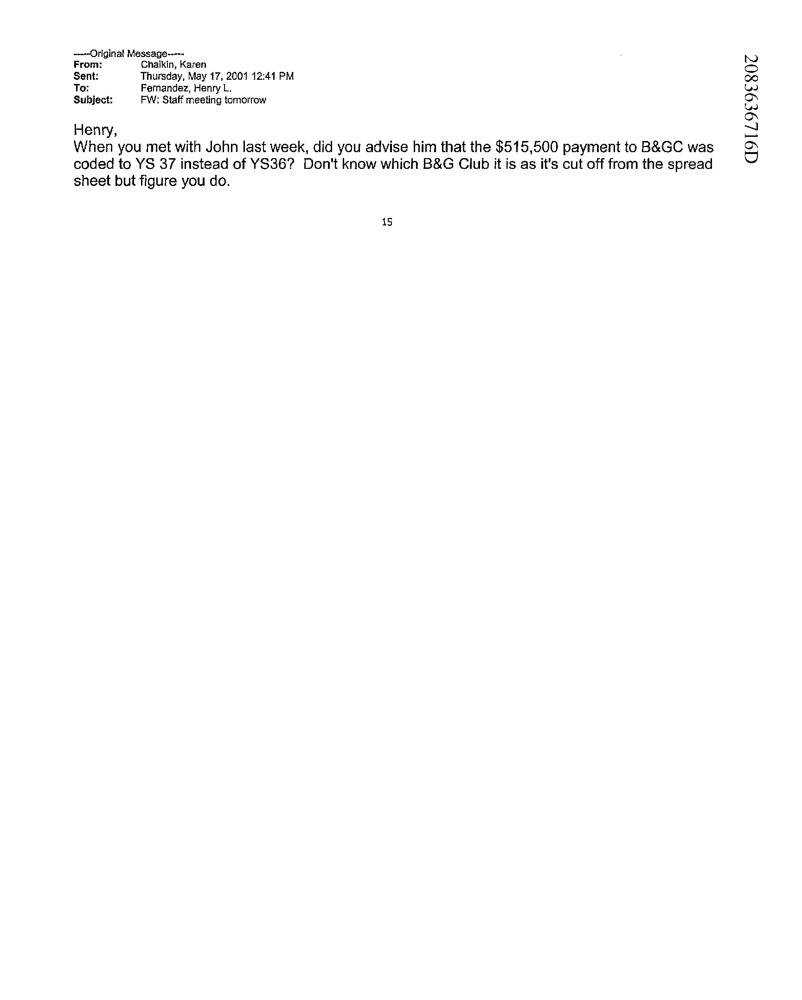 -----Original Message-----
From: Chaikin, Karen
Sent: Thursday, May 17, 2001 12:41 PM
To: Fernandez, Henry L.
Subject: FW: Staff meeting tomorrow
Henry,
When you met with John last week, did you advise him that the $515,500 payment to B&GC was
coded to YS 37 instead of YS36?  Don't know which B&G Club it is as it's cut off from the spread
sheet but figure you do.
15
2083636716D